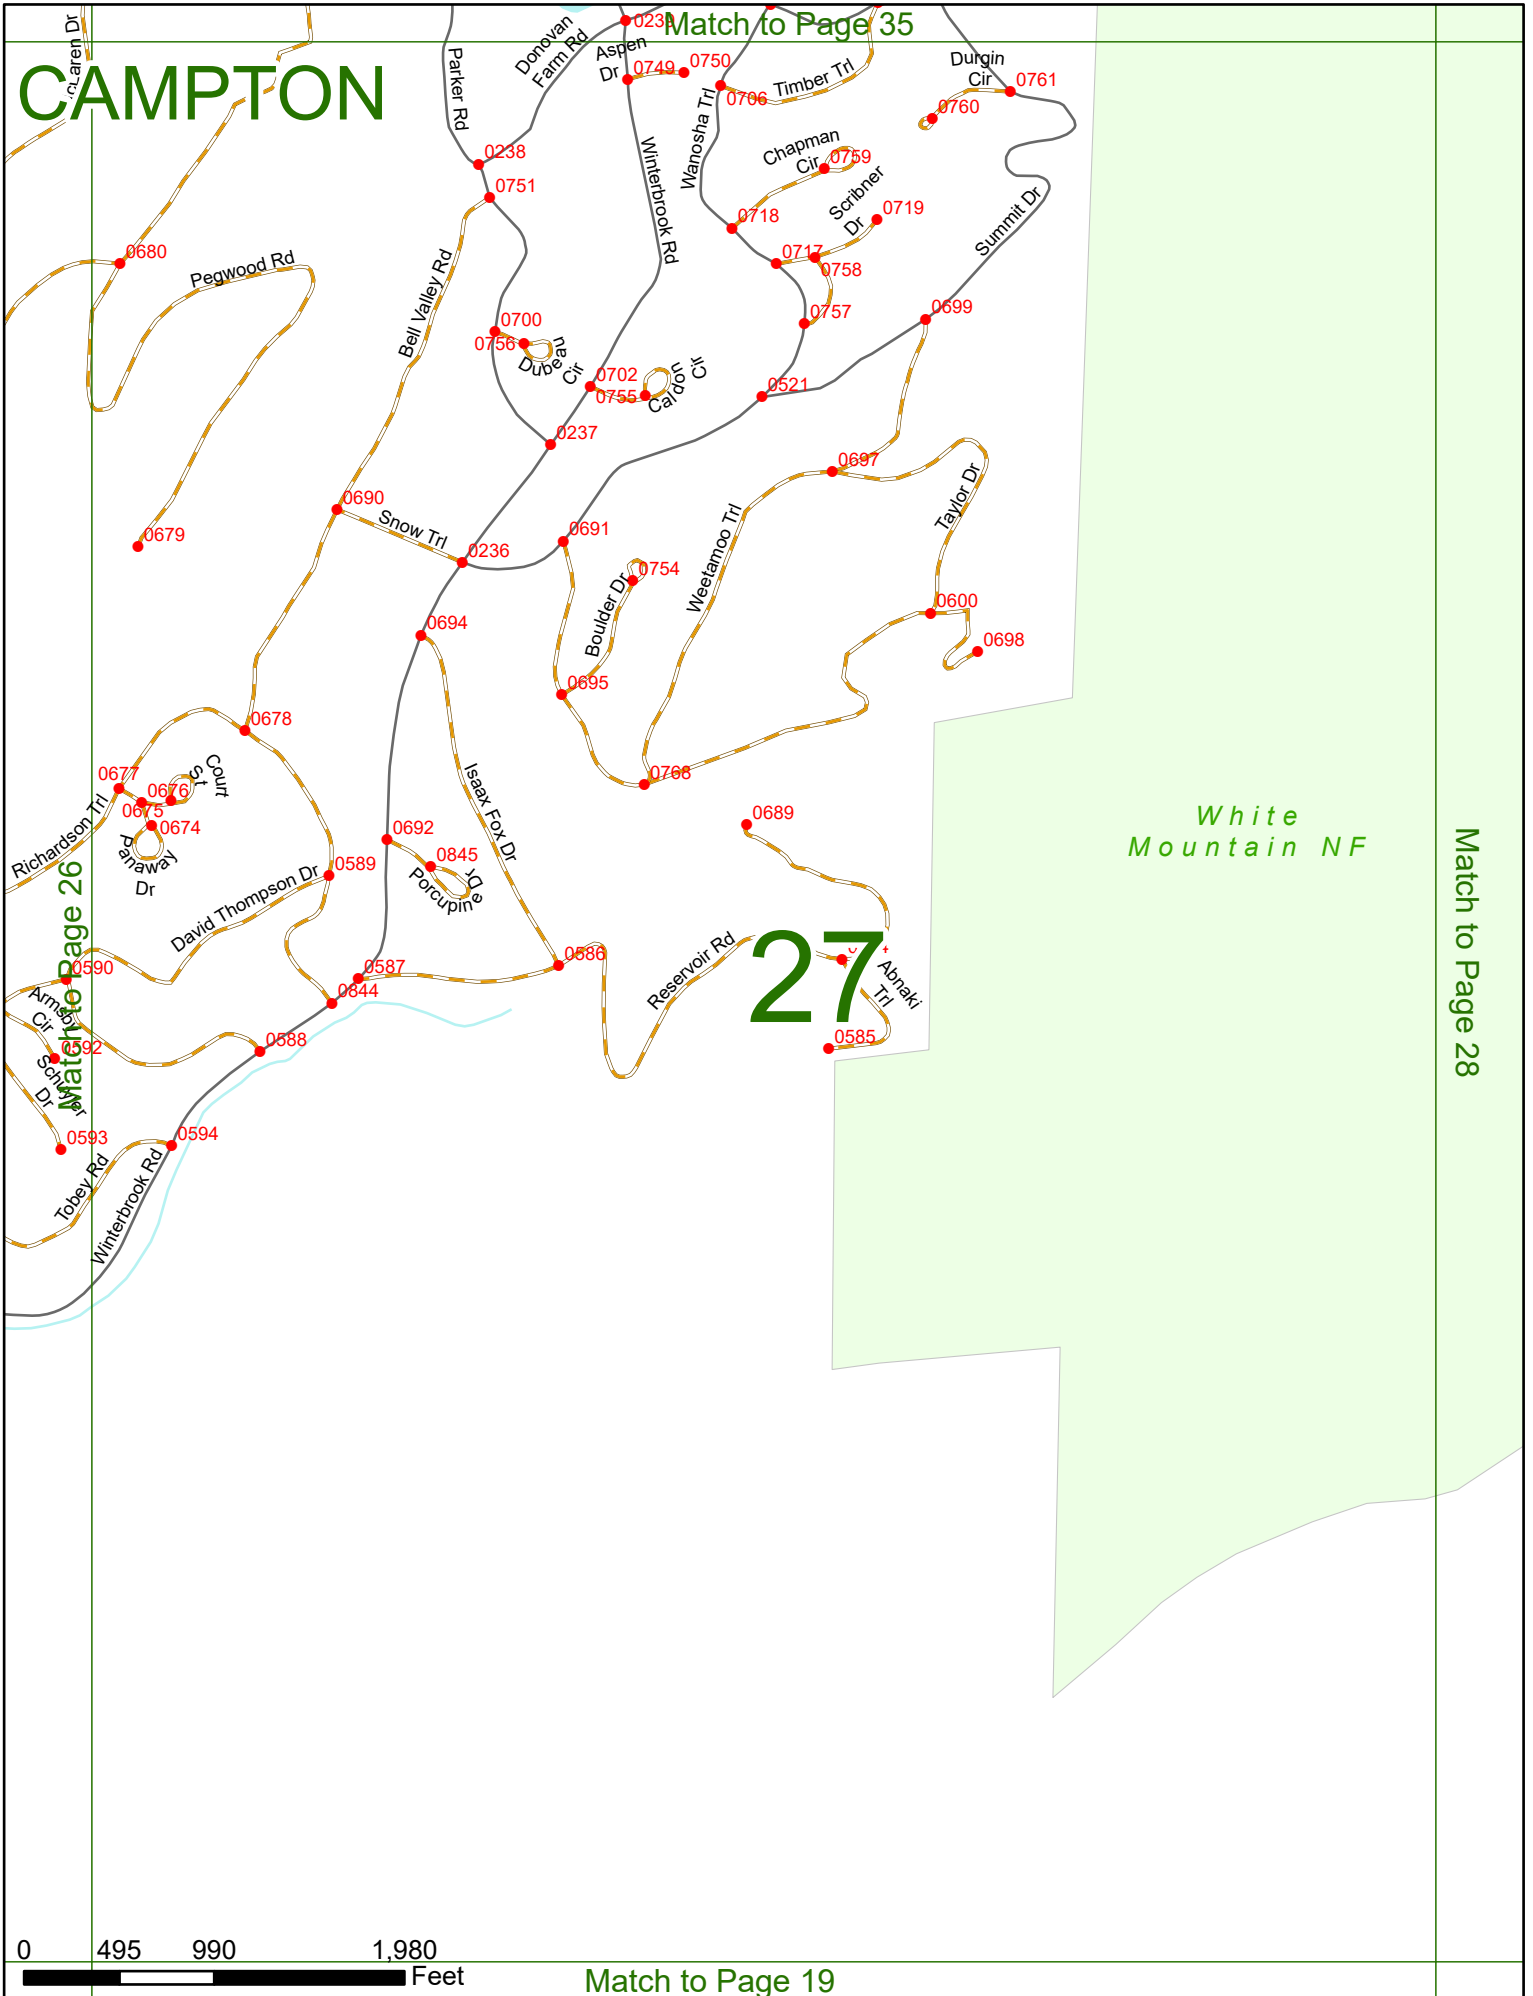 Match to Page 35
CAMPTON
Parker Rd
Donovan
Farm Rd
0239
Aspen
Dr
0749
0750
0706
Timber Trl
Durgin
Cir
0761
0760
0238
0751
Winterbrook Rd
Wanosha Trl
Chapman
Cir
0759
Scribner
Dr
0719
0718
0717
0758
Summit Dr
0680
Pegwood Rd
Bell Valley Rd
0700
0756
Dubeau
Cir
0702
0755
Caldon
Cir
0757
0699
0521
0237
0697
Taylor Dr
0690
Snow Trl
0679
0236
0691
Boulder Dr
0754
Weetamoo Trl
0600
0698
0694
0695
0678
0677
Court
St
0676
0675
0674
Panaway
Dr
Richardson Trl
0768
Isaax Fox Dr
0692
0845
Porcupine Dr
0689
White
Mountain NF
Match to Page 28
Match to Page 26
David Thompson Dr
0589
0590
0587
0586
0844
Reservoir Rd
27
Abnaki
Trl
0585
Armsby
Cir
0592
0588
Schuyler
Dr
0593
0594
Tobey Rd
Winterbrook Rd
0 495 990 1,980
Feet
Match to Page 19